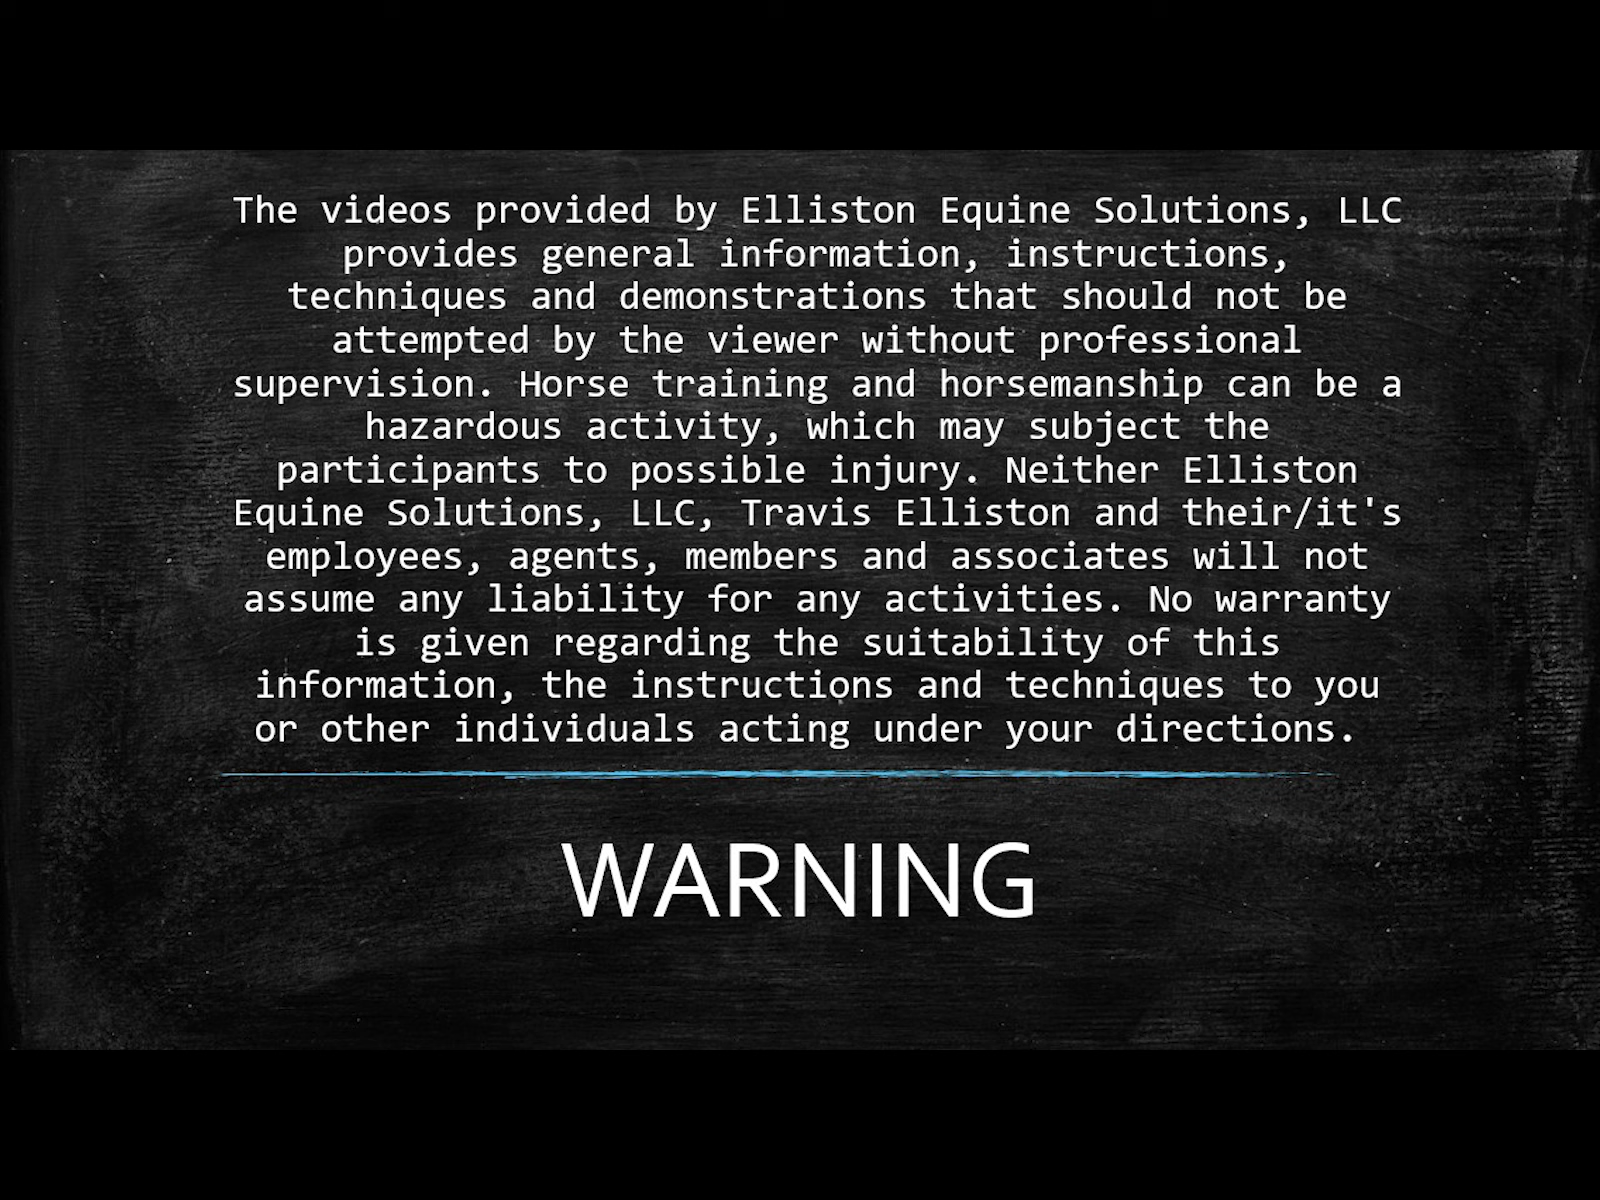 The videos provided by Elliston Equine Solutions, LLC
provides general information, instructions,
techniques and demonstrations that should not be
attempted by the viewer without professional
supervision. Horse training and horsemanship can be a
hazardous activity, which may subject the
participants to possible injury. Neither Elliston
Equine Solutions, LLC, Travis Elliston and their/it's
employees, agents, members and associates will not
assume any liability for any activities. No warranty
is given regarding the suitability of this
information, the instructions and techniques to you
or other individuals acting under your directions.
WARNING